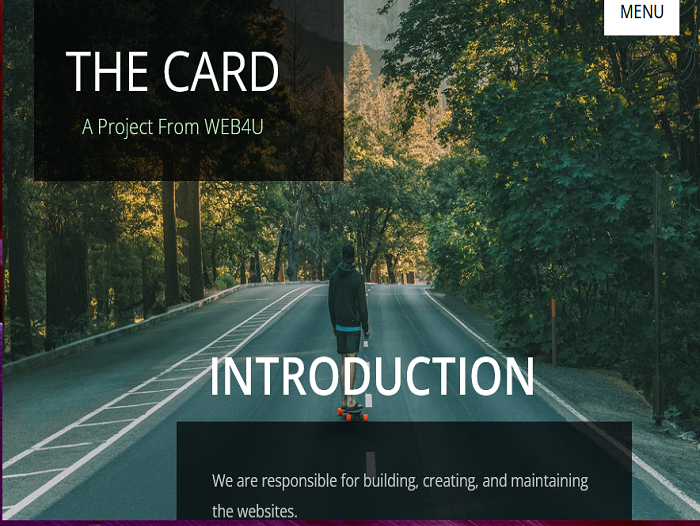 MENU
THE CARD
A Project From WEB4U
INTRODUCTION
We are responsible for building, creating, and maintaining
the websites.